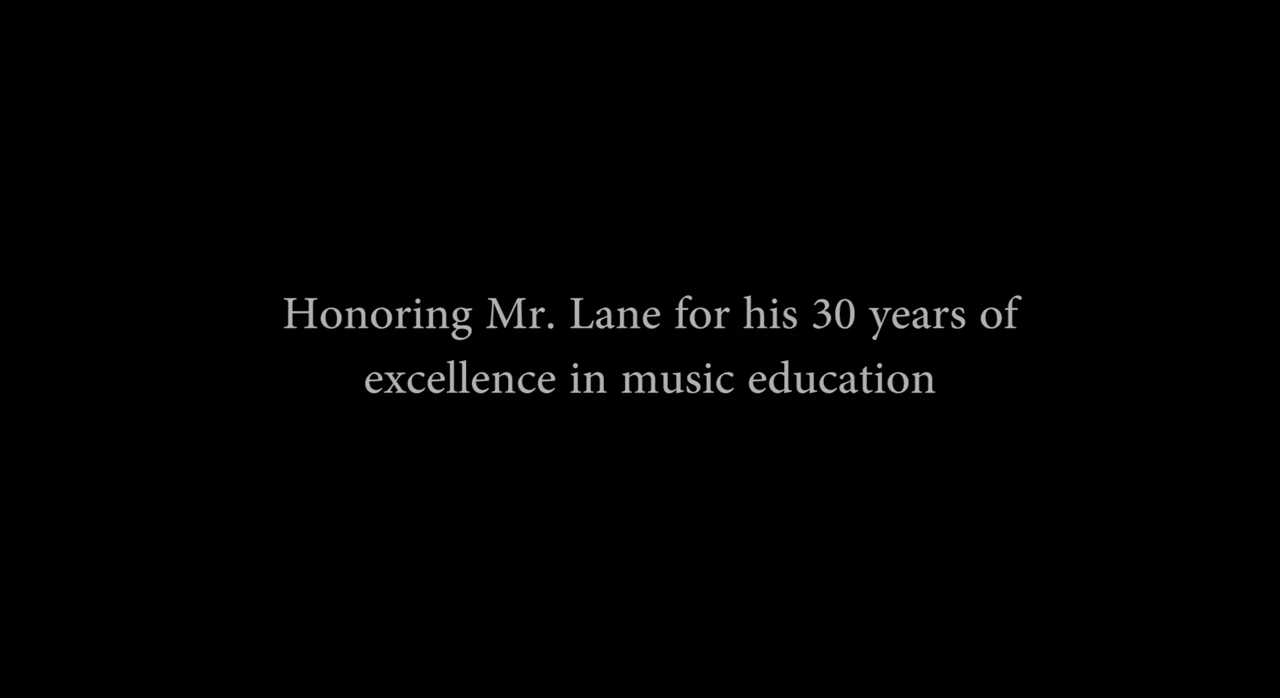 Honoring Mr. Lane for his 30 years of
excellence in music education